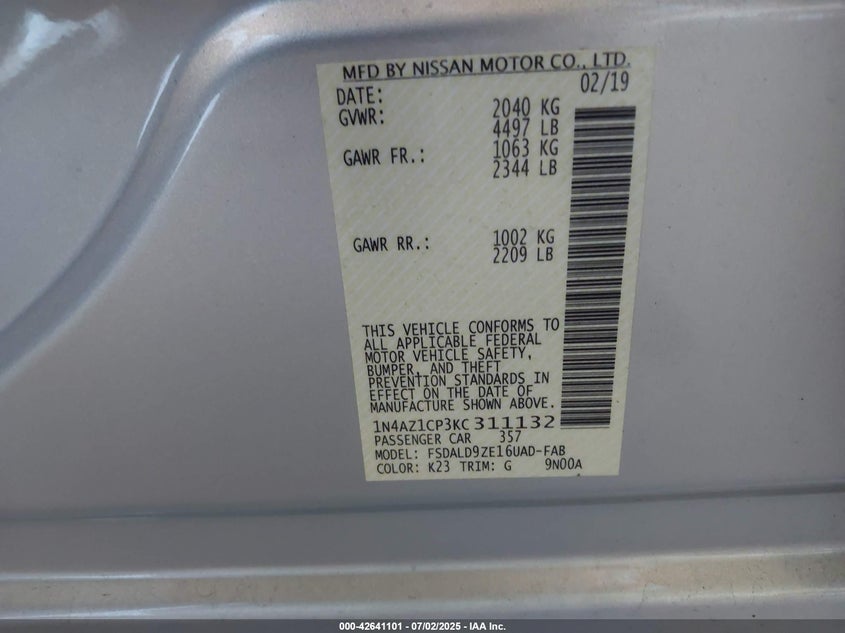 MFD BY NISSAN MOTOR CO., LTD.
DATE: 02/19
GVWR: 2040 KG
4497 LB
GAWR FR.: 1063 KG
2344 LB
GAWR RR.: 1002 KG
2209 LB
THIS VEHICLE CONFORMS TO
ALL APPLICABLE FEDERAL
MOTOR VEHICLE SAFETY,
BUMPER, AND THEFT
PREVENTION STANDARDS IN
EFFECT ON THE DATE OF
MANUFACTURE SHOWN ABOVE.
1N4AZ1CP3KC311132
PASSENGER CAR 357
MODEL: FSDALD9ZE16UAD-FAB
COLOR: K23 TRIM: G 9N00A
000-42641101 / 07/02/2025 - IAA Inc.